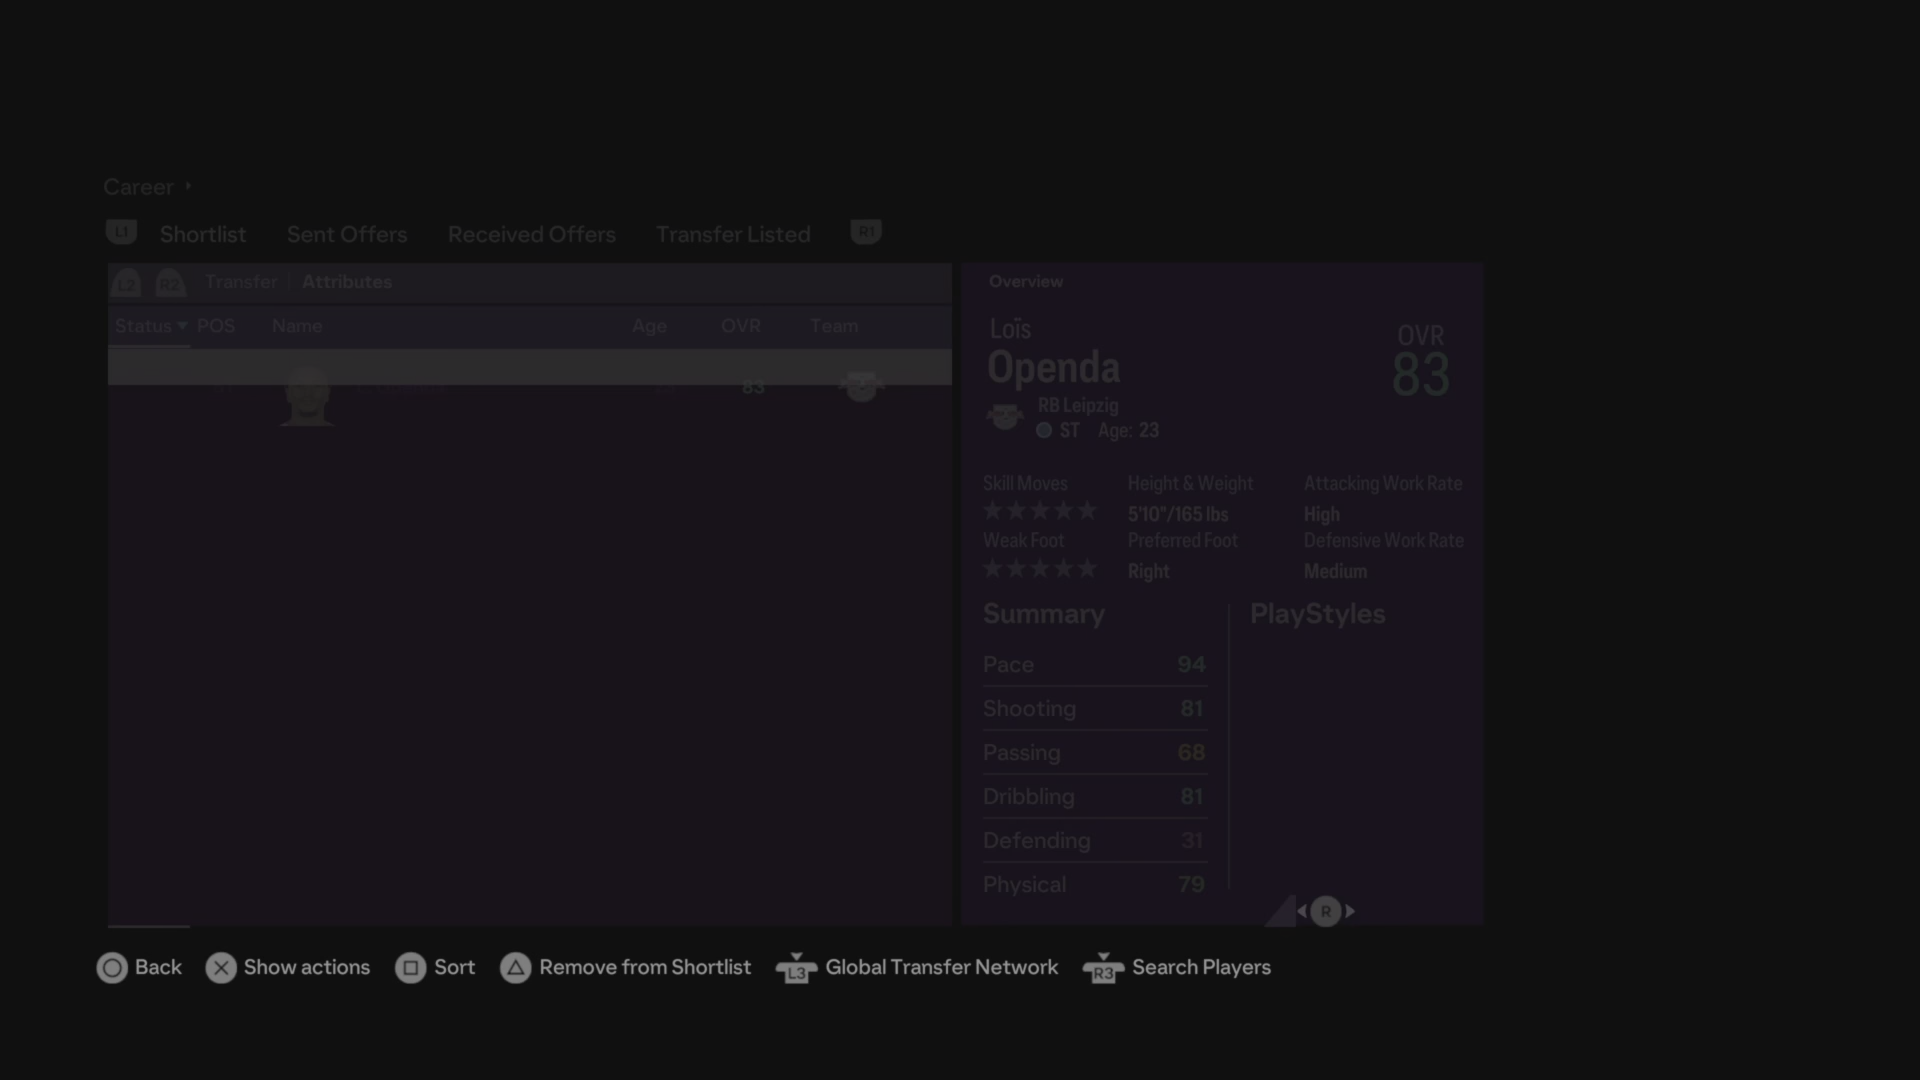 Career
L1 Shortlist Sent Offers Received Offers Transfer Listed R1
L2 R2 Transfer Attributes
Status POS Name Age OVR Team
83
Overview
Loïs
Openda
OVR
83
RB Leipzig
ST Age: 23
Skill Moves Height & Weight Attacking Work Rate
5'10"/165 lbs High
Weak Foot Preferred Foot Defensive Work Rate
Right Medium
Summary PlayStyles
Pace 94
Shooting 81
Passing 68
Dribbling 81
Defending 31
Physical 79
R
Back Show actions Sort Remove from Shortlist L3 Global Transfer Network R3 Search Players